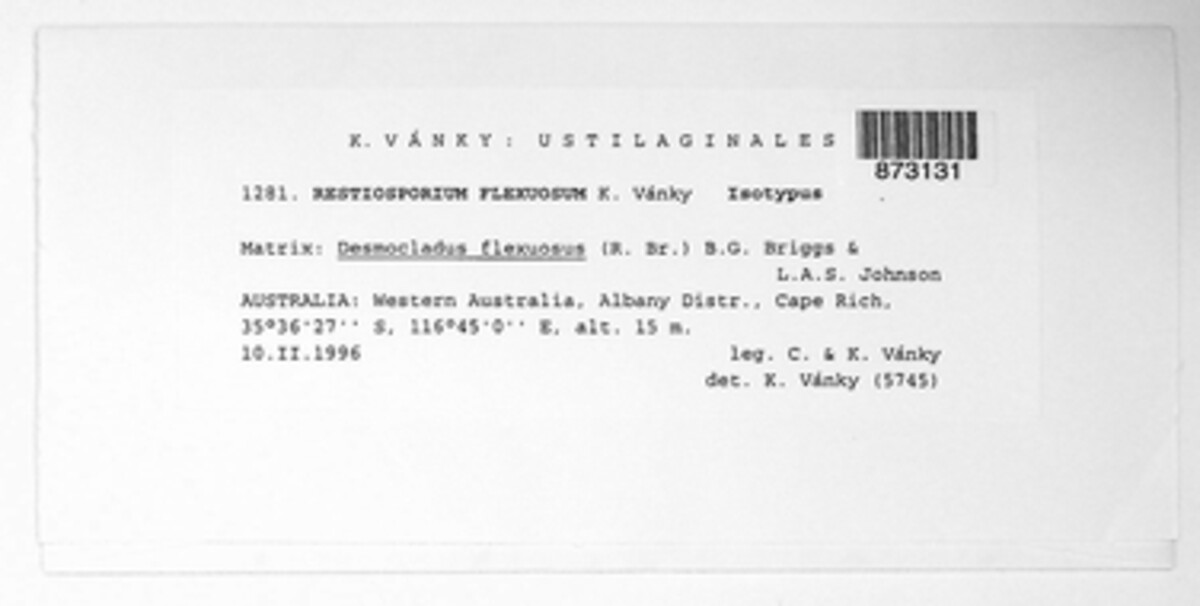 K. VÁNKY: USTILAGINALES
873131
1281. RESTIOSPORIUM FLEXUOSUM K. Vánky Isotypus
Matrix: Desmocladus flexuosus (R. Br.) B.G. Briggs &
L.A.S. Johnson
AUSTRALIA: Western Australia, Albany Distr., Cape Rich,
35°36'27'' S, 116°45'0'' E, alt. 15 m.
10.II.1996 leg. C. & K. Vánky
det. K. Vánky (5745)